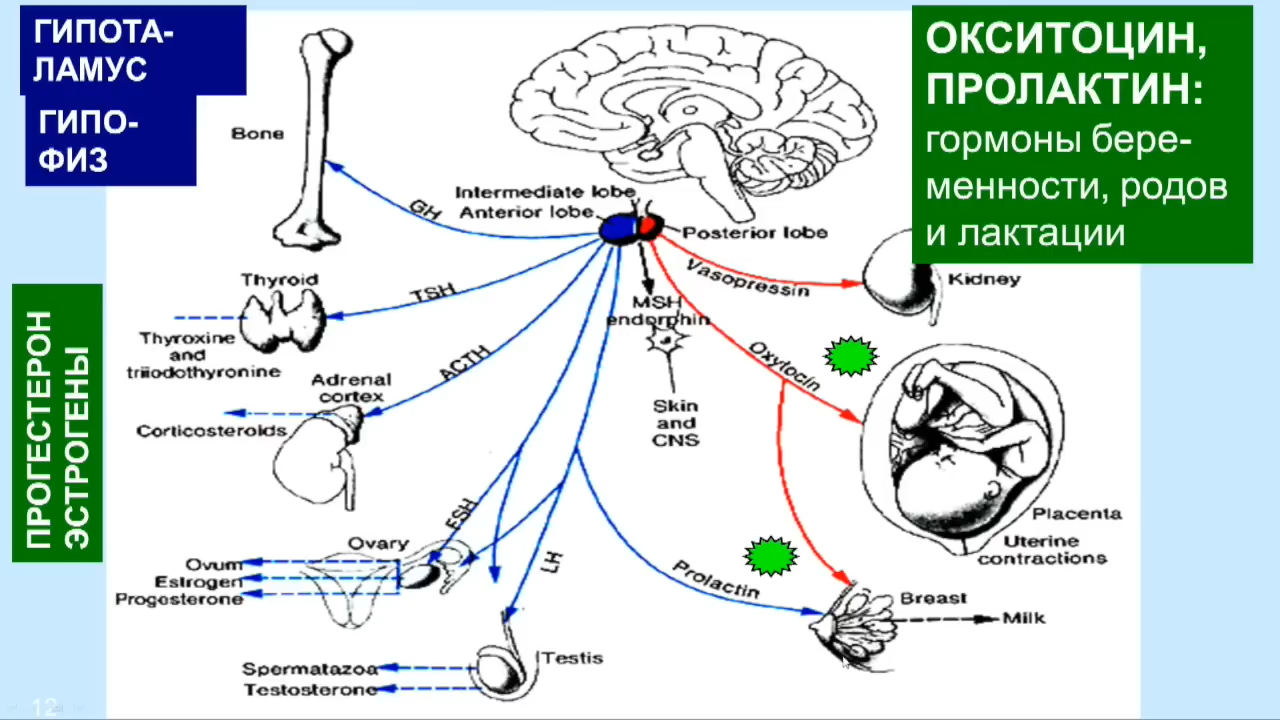 ГИПОТА-
ЛАМУС
ГИПО-
ФИЗ
ОКСИТОЦИН,
ПРОЛАКТИН:
гормоны бере-
менности, родов
и лактации
ПРОГЕСТЕРОН
ЭСТРОГЕНЫ
Bone
Intermediate lobe
Anterior lobe
Posterior lobe
GH
Vasopressin
Kidney
Thyroid
TSH
MSH
endorphin
Thyroxine
and
triiodothyronine
Oxytocin
ACTH
Adrenal
cortex
Corticosteroids
Skin
and
CNS
Placenta
Uterine
contractions
FSH
LH
Ovary
Ovum
Estrogen
Progesterone
Prolactin
Breast
Milk
Testis
Spermatazoa
Testosterone
12